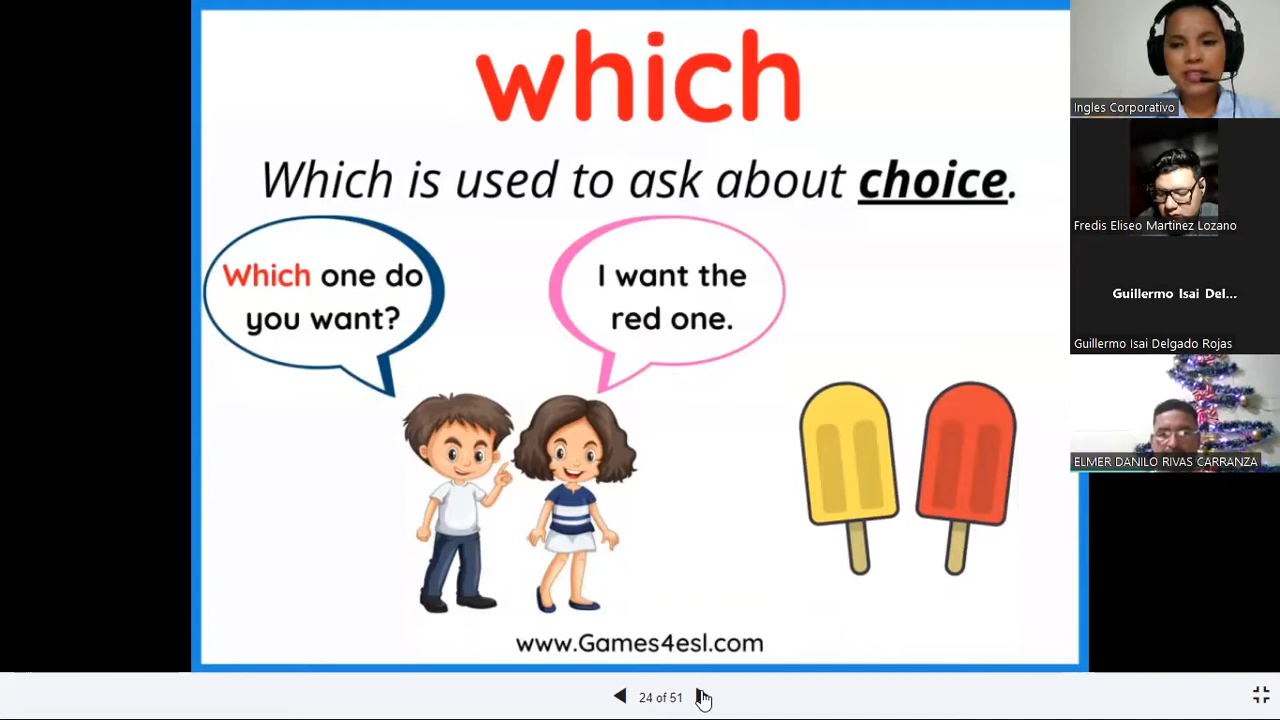 which
Which is used to ask about choice.
Which one do
you want?
I want the
red one.
www.Games4esl.com
24 of 51
Ingles Corporativo
Fredis Eliseo Martinez Lozano
Guillermo Isai Del...
Guillermo Isai Delgado Rojas
ELMER DANILO RIVAS CARRANZA